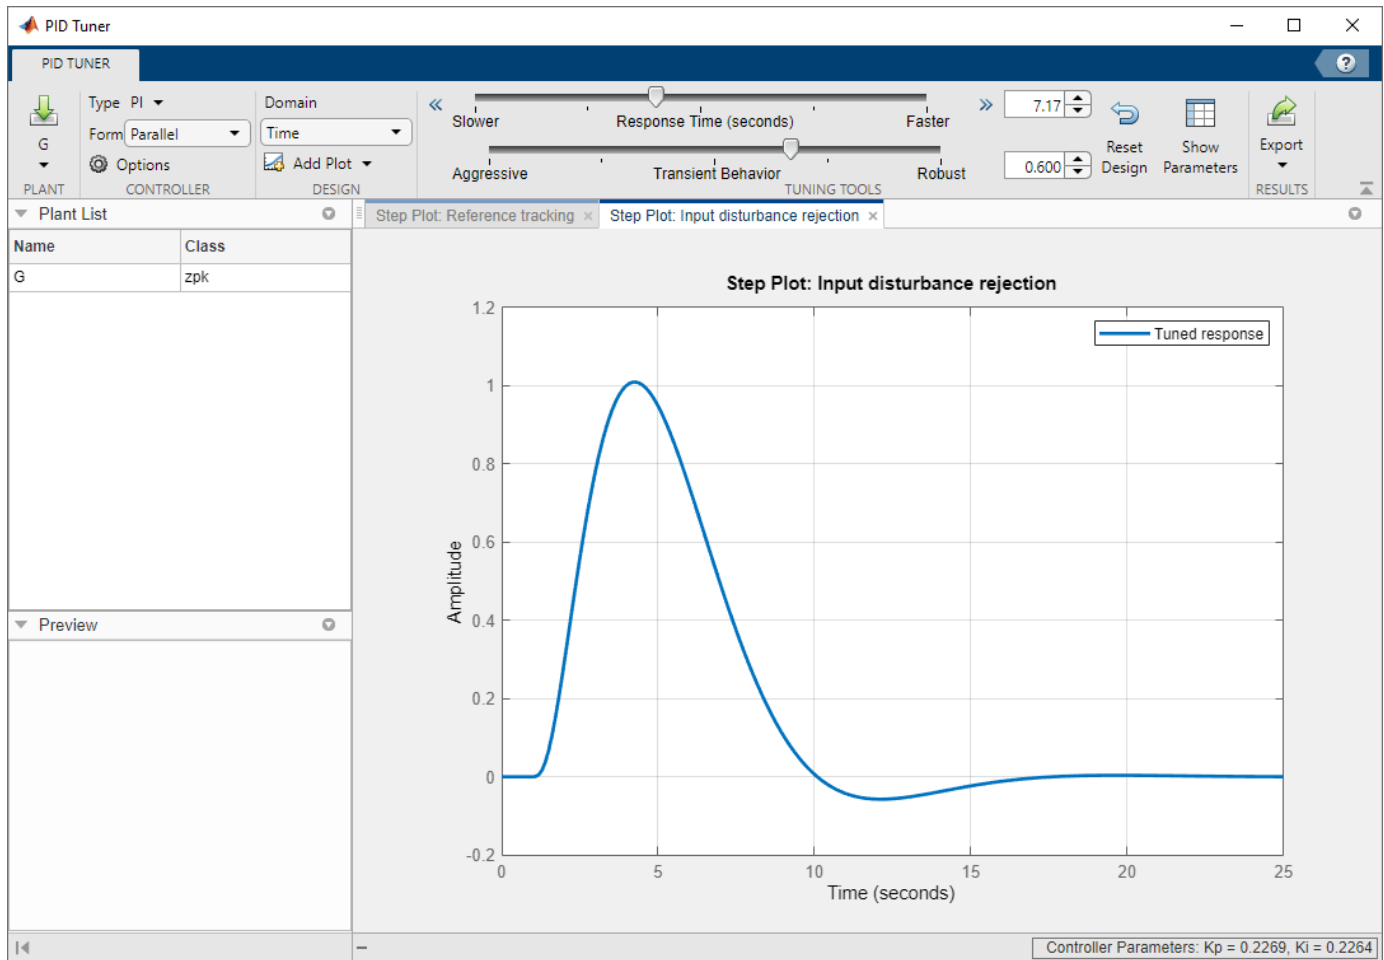 PID Tuner
PID TUNER
?
G
PLANT
Type PI
Form Parallel
Options
CONTROLLER
Domain
Time
Add Plot
DESIGN
Slower Response Time (seconds) Faster
7.17
Aggressive Transient Behavior Robust
0.600
TUNING TOOLS
Reset Design
Show Parameters
Export
RESULTS
Plant List
Name Class
G zpk
Preview
Step Plot: Reference tracking
Step Plot: Input disturbance rejection
Step Plot: Input disturbance rejection
Tuned response
1.2
1
0.8
0.6
0.4
0.2
0
-0.2
Amplitude
0 5 10 15 20 25
Time (seconds)
Controller Parameters: Kp = 0.2269, Ki = 0.2264